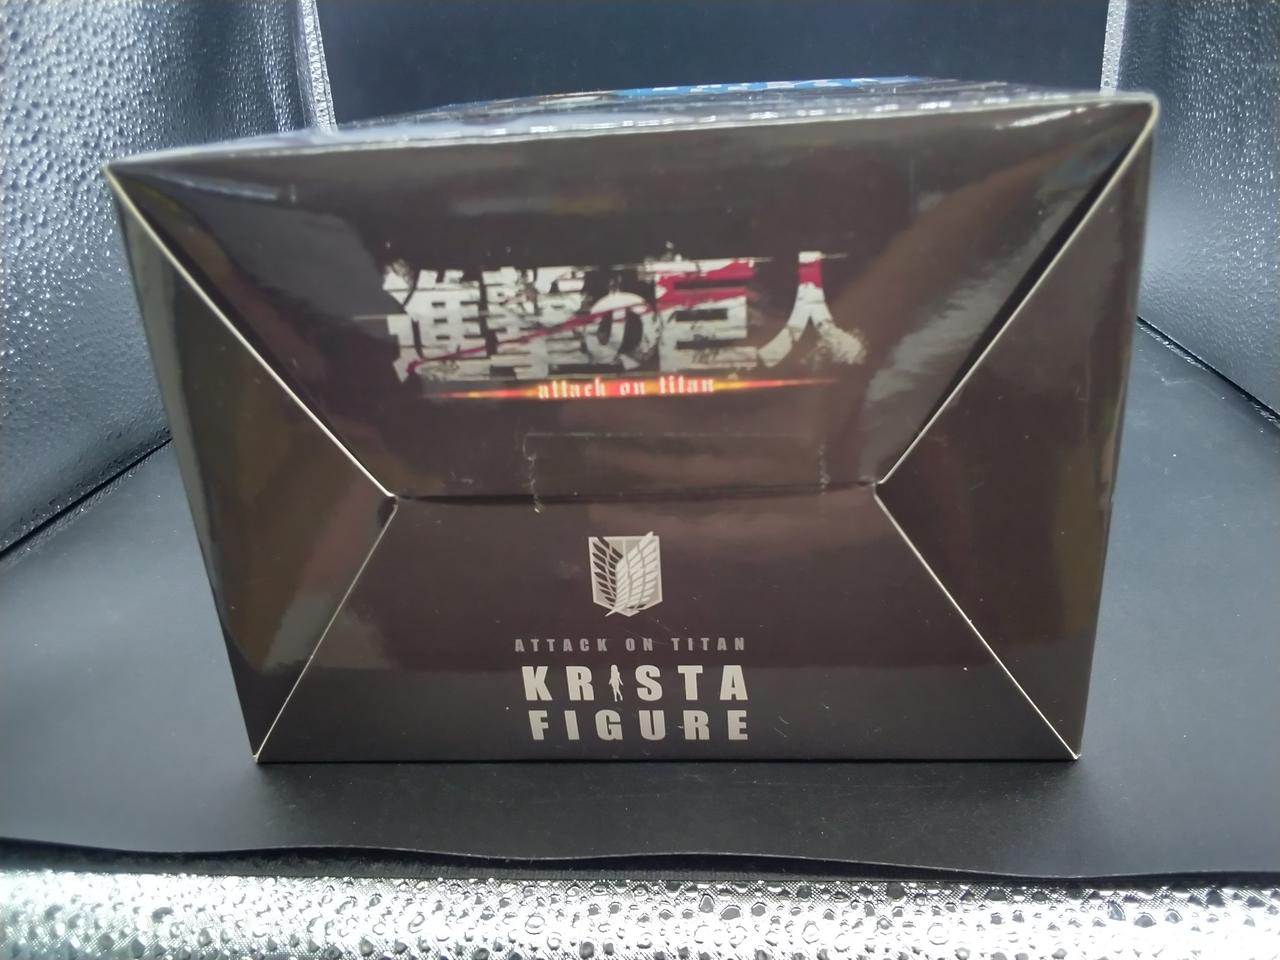 進撃の巨人
attack on titan
ATTACK ON TITAN
KRISTA
FIGURE